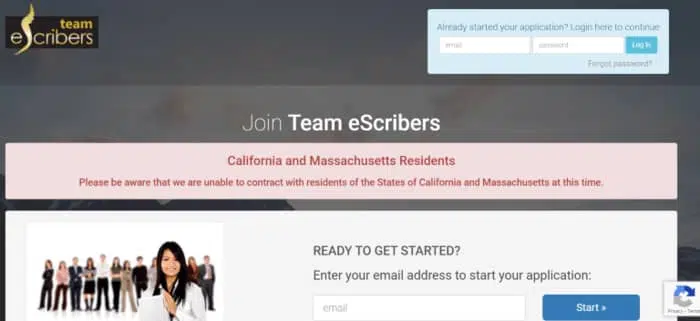 team
eScribers
Already started your application? Login here to continue
email
password
Log In
Forgot password?
Join Team eScribers
California and Massachusetts Residents
Please be aware that we are unable to contract with residents of the States of California and Massachusetts at this time.
READY TO GET STARTED?
Enter your email address to start your application:
email
Start »
Privacy - Terms